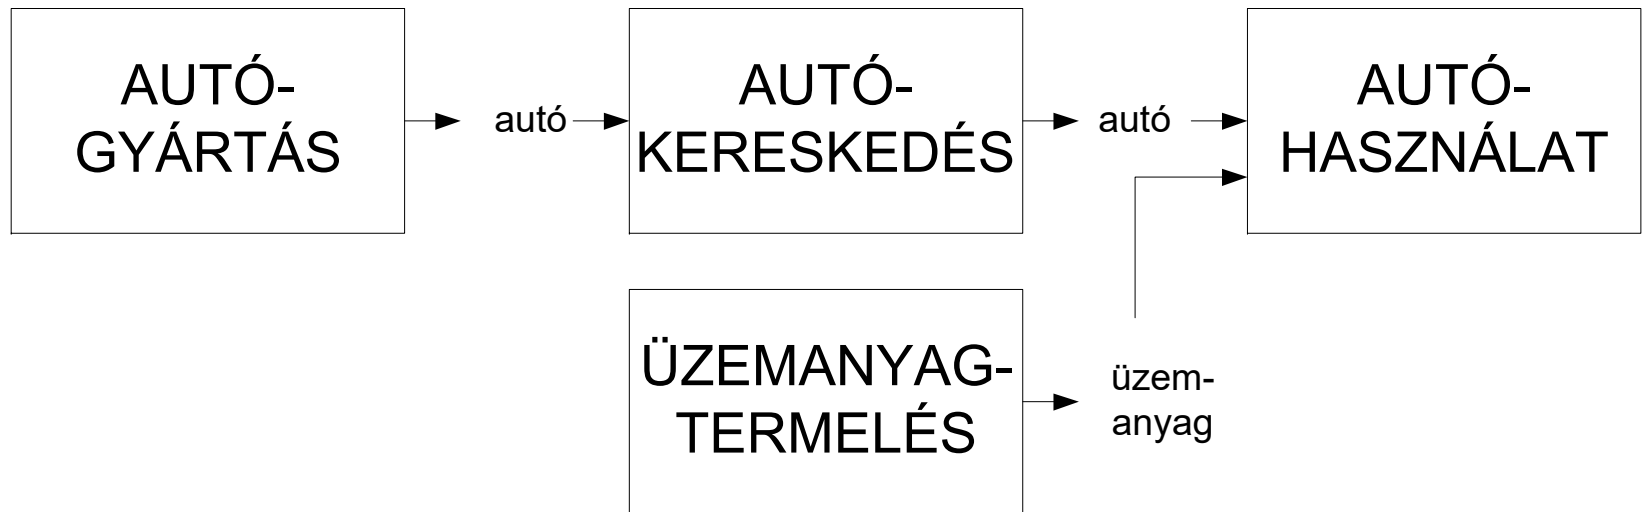 AUTÓ-
GYÁRTÁS
autó
AUTÓ-
KERESKEDÉS
autó
AUTÓ-
HASZNÁLAT
ÜZEMANYAG-
TERMELÉS
üzem-
anyag